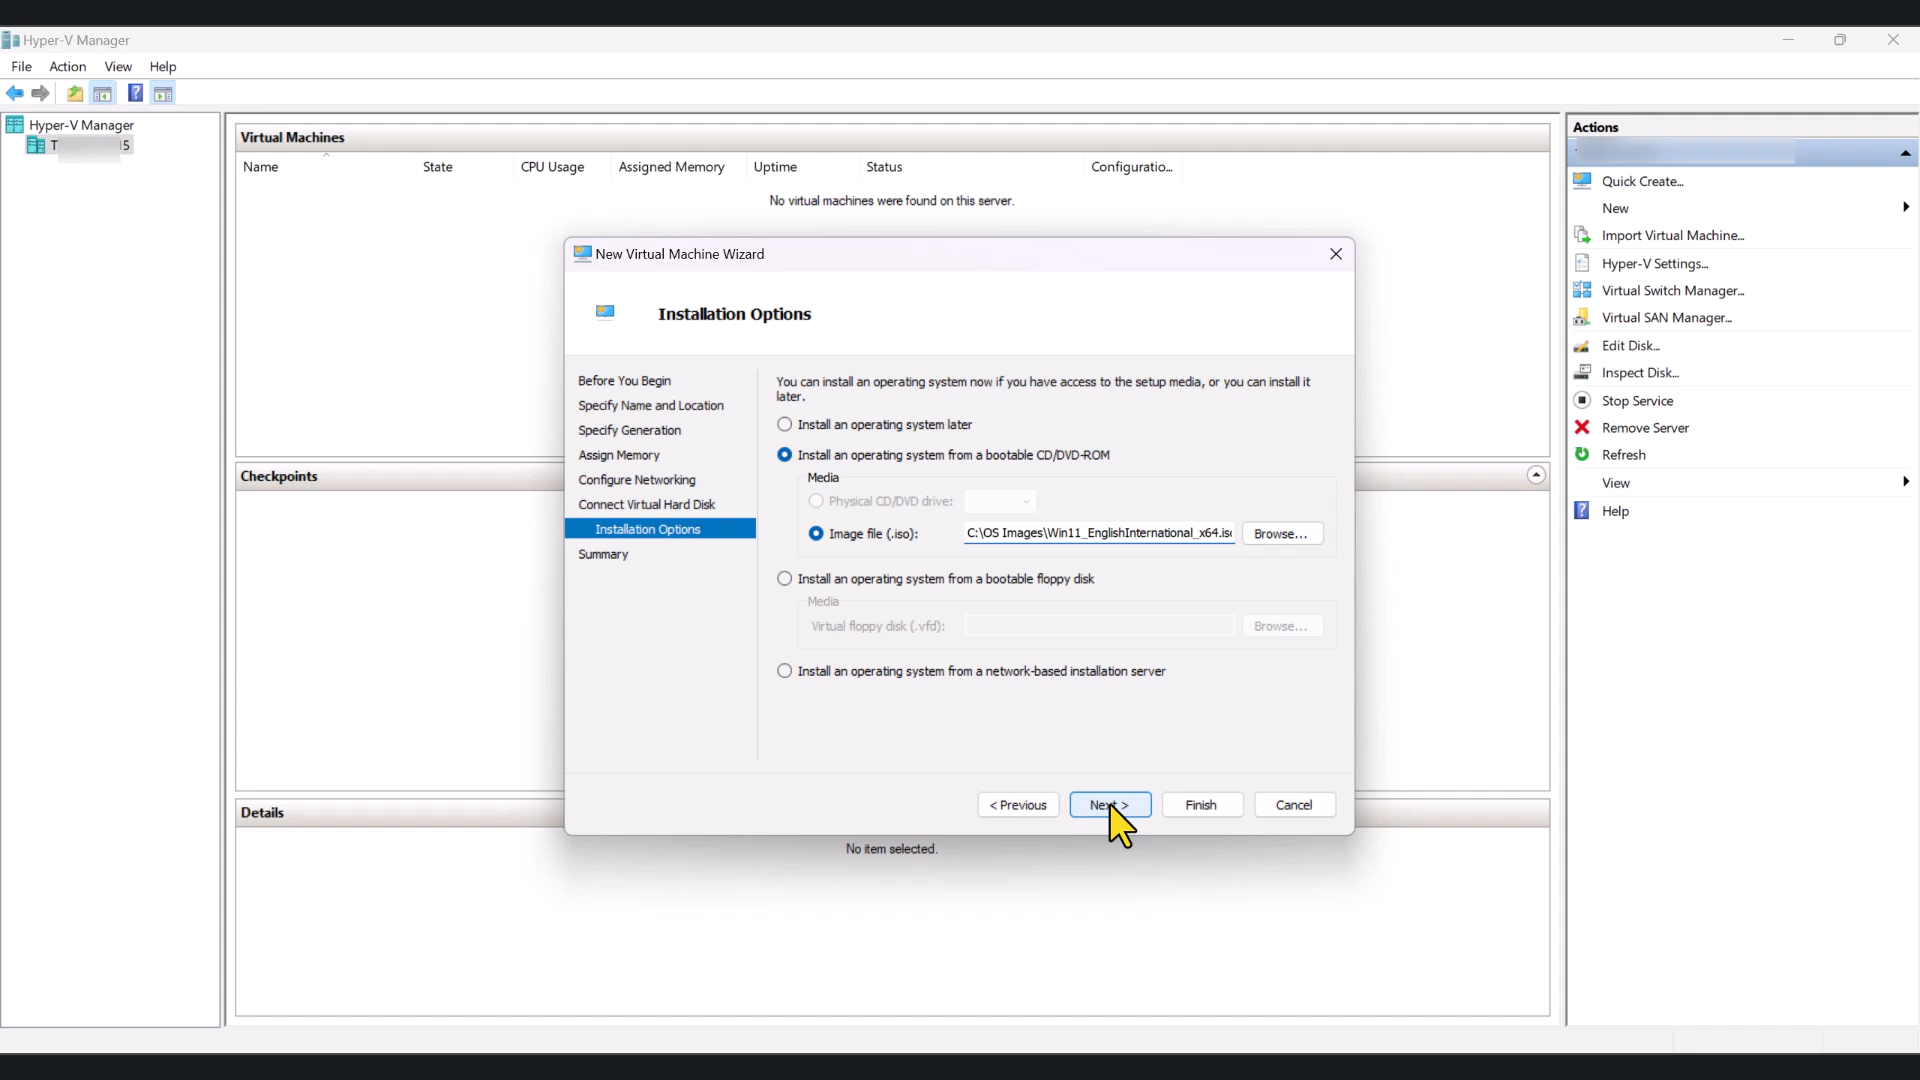 Hyper-V Manager
File Action View Help
Hyper-V Manager
T 15
Virtual Machines
Name State CPU Usage Assigned Memory Uptime Status Configuratio...
No virtual machines were found on this server.
Checkpoints
Details
No item selected.
New Virtual Machine Wizard
Installation Options
Before You Begin
Specify Name and Location
Specify Generation
Assign Memory
Configure Networking
Connect Virtual Hard Disk
Installation Options
Summary
You can install an operating system now if you have access to the setup media, or you can install it
later.
Install an operating system later
Install an operating system from a bootable CD/DVD-ROM
Media
Physical CD/DVD drive:
Image file (.iso): C:\OS Images\Win11_EnglishInternational_x64.iso Browse...
Install an operating system from a bootable floppy disk
Media
Virtual floppy disk (.vfd): Browse...
Install an operating system from a network-based installation server
< Previous Next > Finish Cancel
Actions
Quick Create...
New
Import Virtual Machine...
Hyper-V Settings...
Virtual Switch Manager...
Virtual SAN Manager...
Edit Disk...
Inspect Disk...
Stop Service
Remove Server
Refresh
View
Help